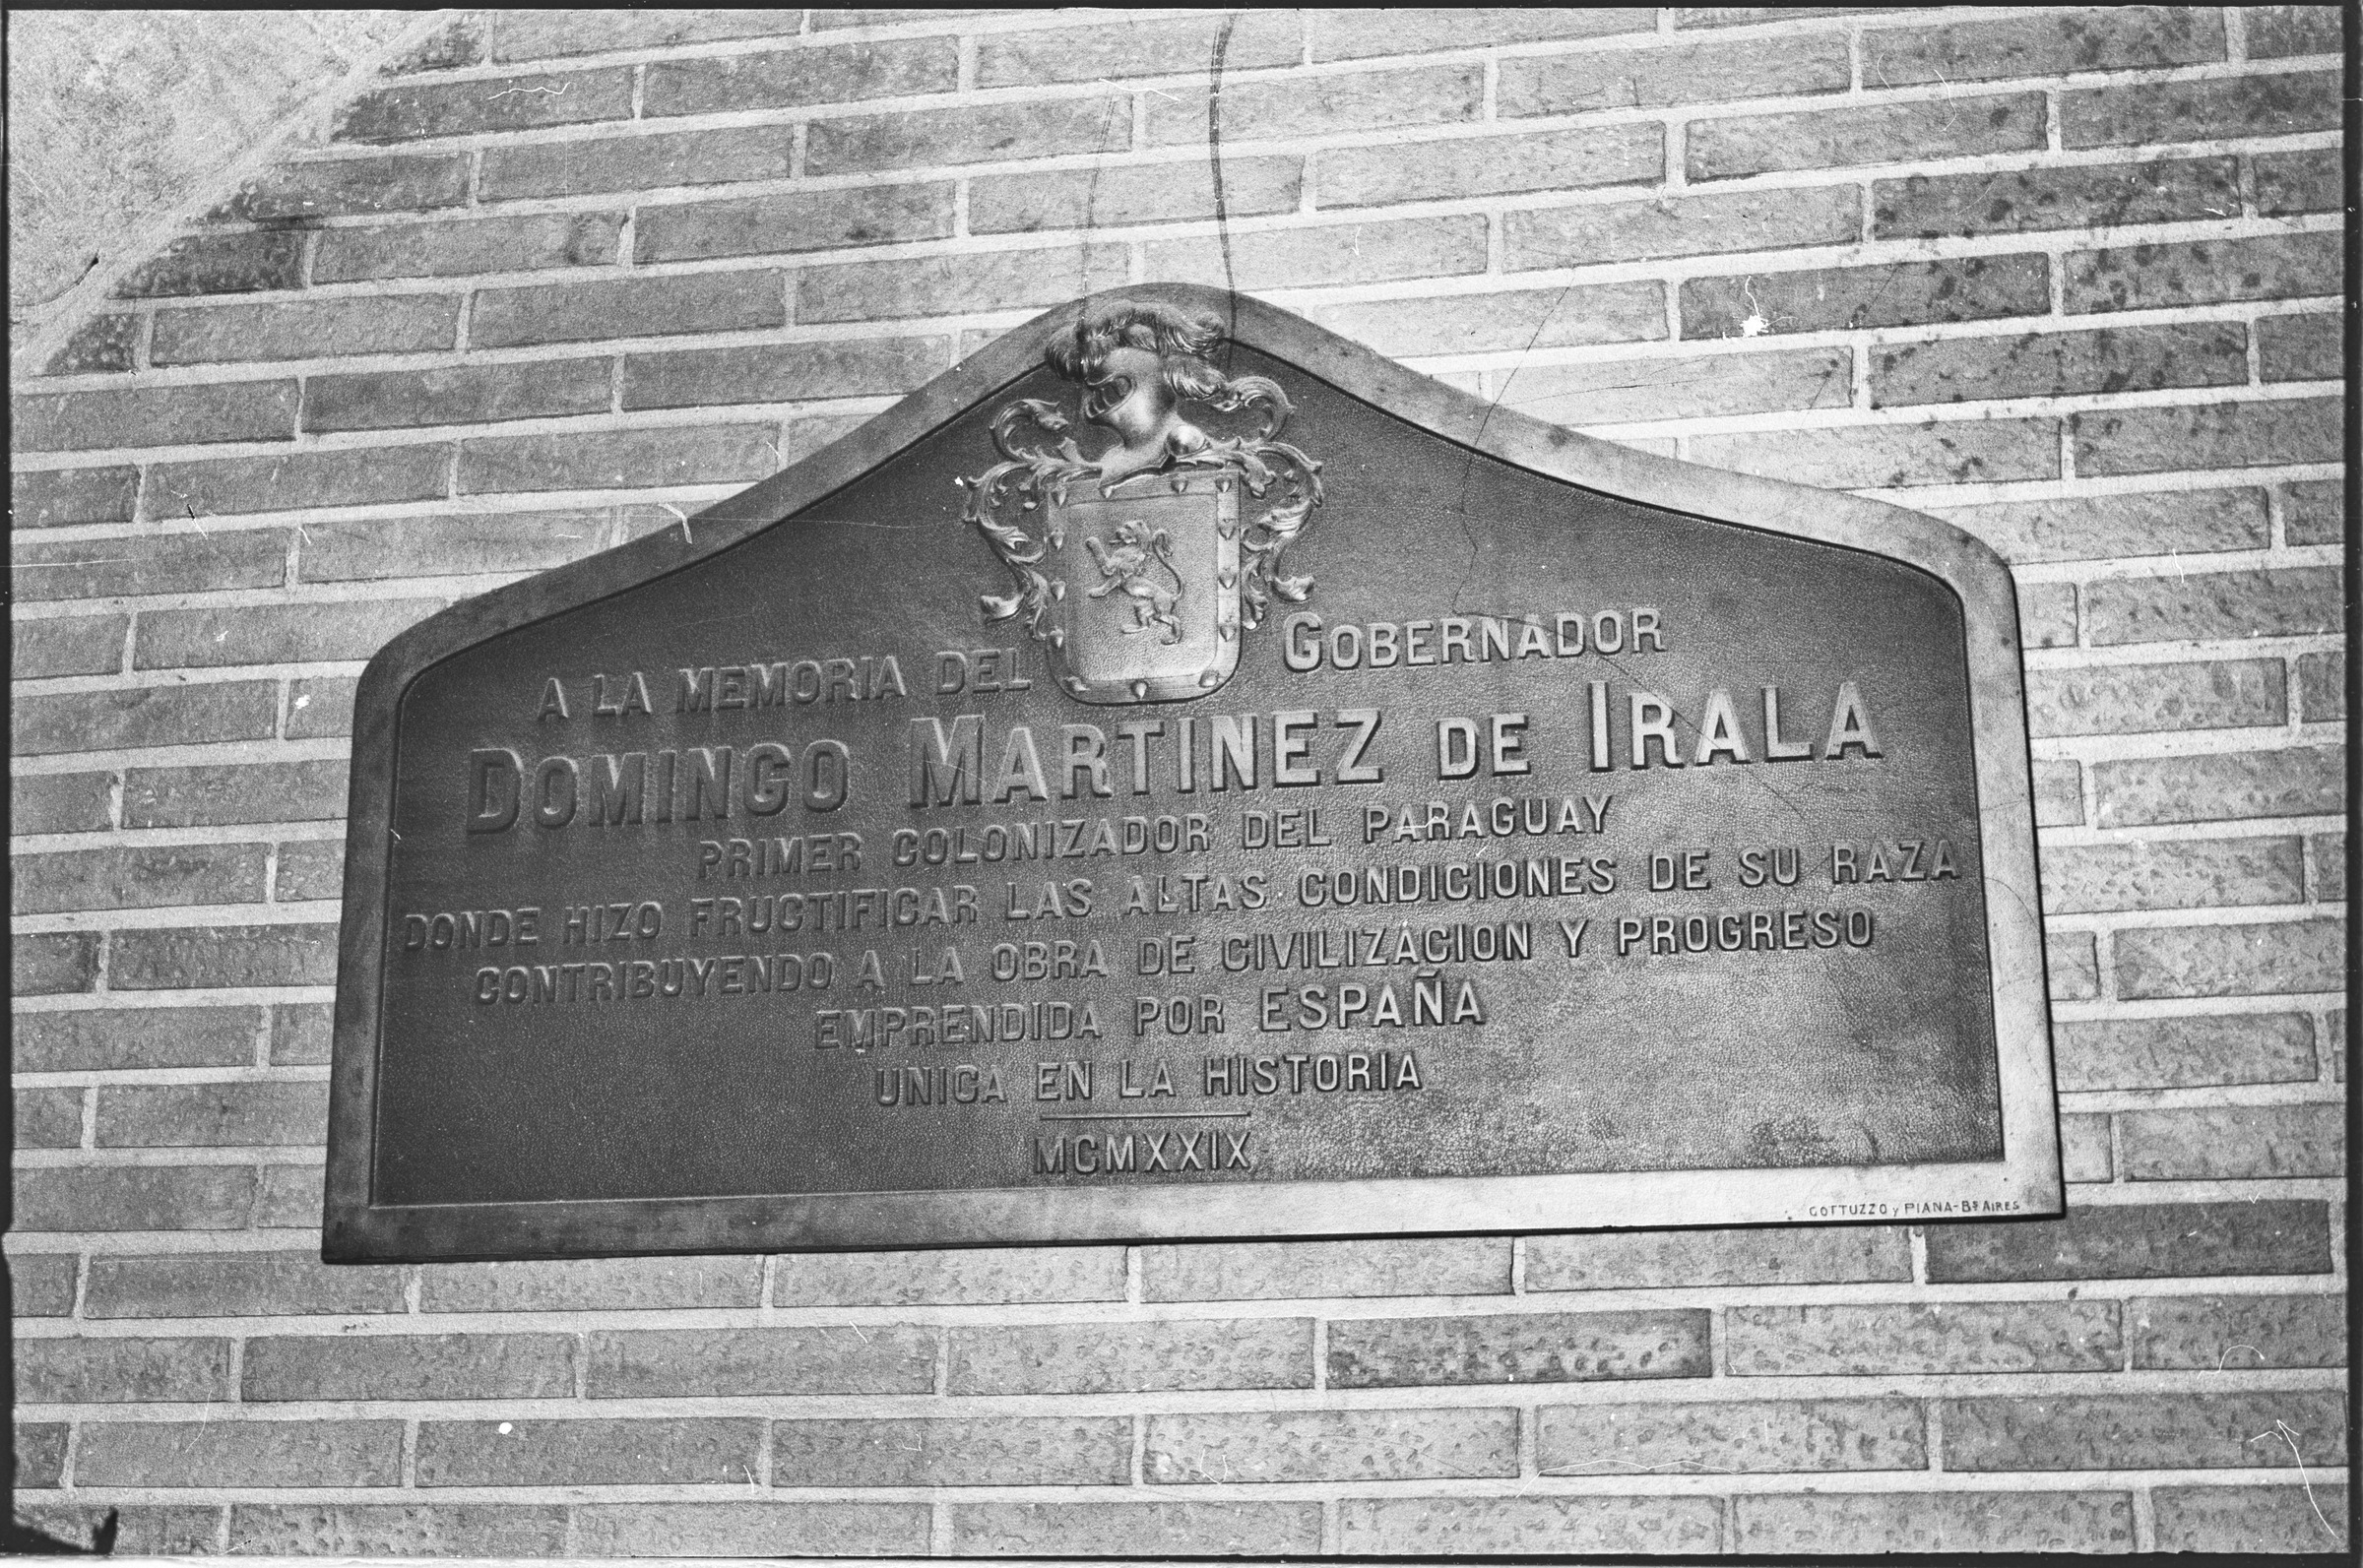 A LA MEMORIA DEL GOBERNADOR
DOMINGO MARTINEZ DE IRALA
PRIMER COLONIZADOR DEL PARAGUAY
DONDE HIZO FRUCTIFICAR LAS ALTAS CONDICIONES DE SU RAZA
CONTRIBUYENDO A LA OBRA DE CIVILIZACION Y PROGRESO
EMPRENDIDA POR ESPAÑA
UNICA EN LA HISTORIA
MCMXXIX
GOTTUZZO y PIANA-Bs AIRES